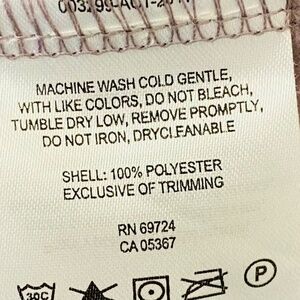 MACHINE WASH COLD GENTLE,
WITH LIKE COLORS, DO NOT BLEACH,
TUMBLE DRY LOW, REMOVE PROMPTLY,
DO NOT IRON, DRYCLEANABLE
SHELL: 100% POLYESTER
EXCLUSIVE OF TRIMMING
RN 69724
CA 05367
30C
P